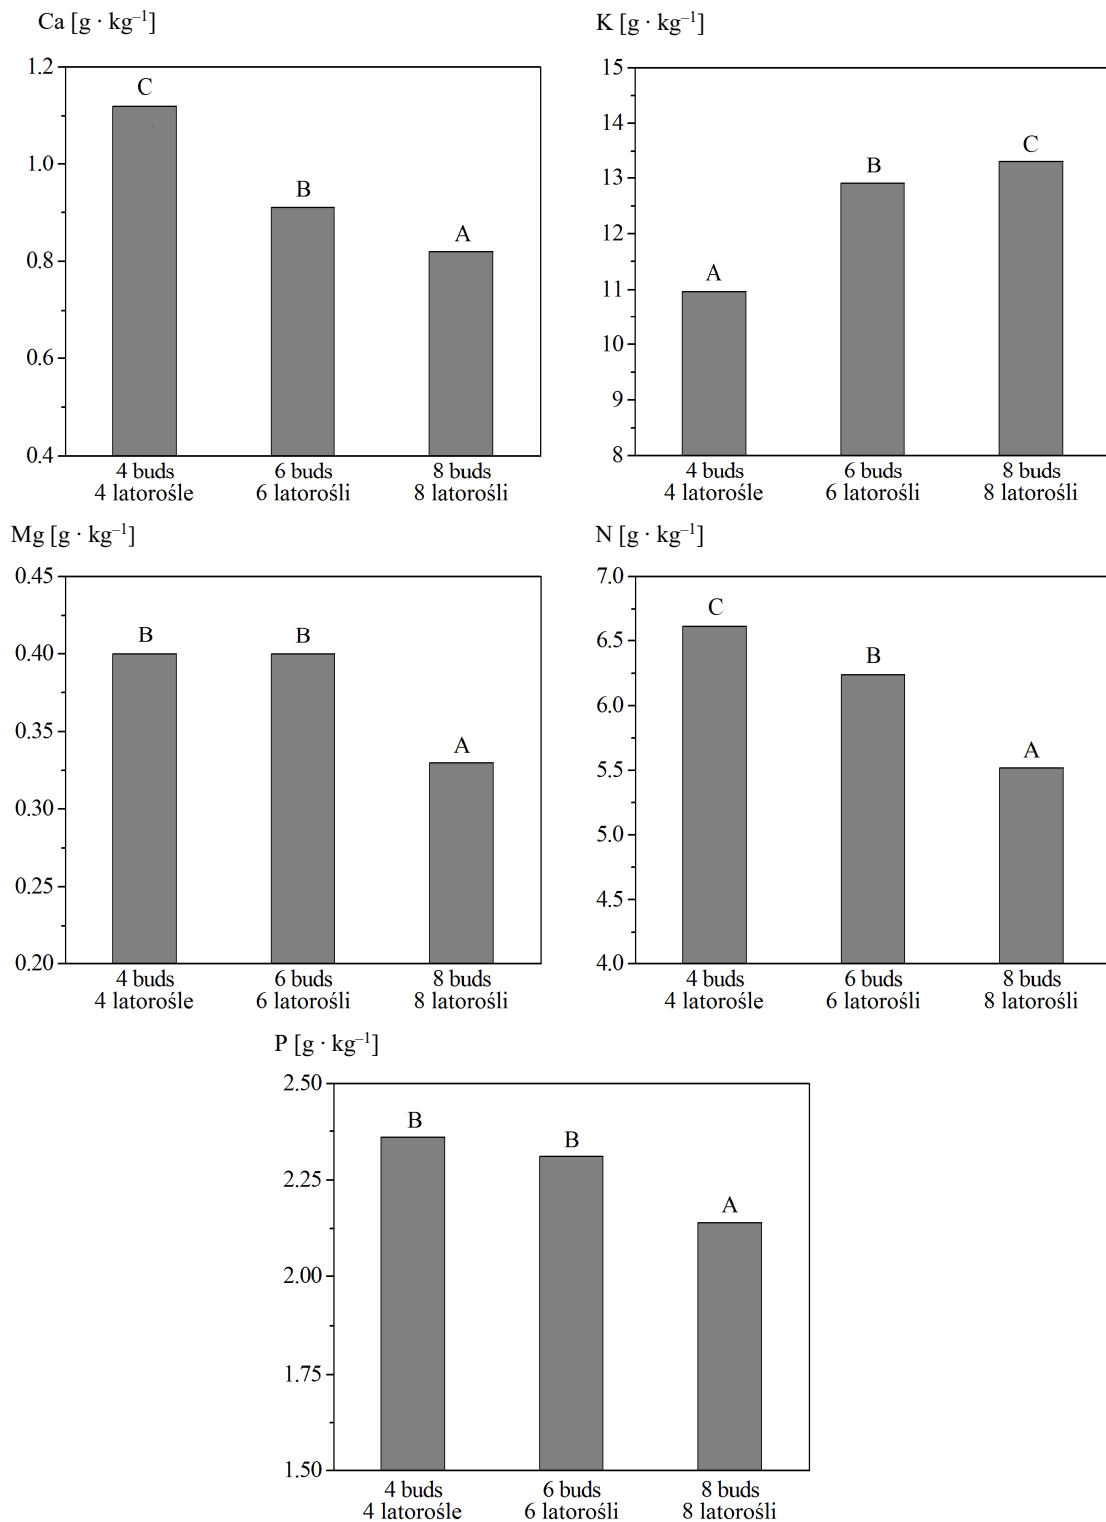 Ca [g · kg⁻¹]
1.2
1.0
0.8
0.6
0.4
C
B
A
4 buds
4 latorośle
6 buds
6 latorośli
8 buds
8 latorośli
K [g · kg⁻¹]
15
14
13
12
11
10
9
8
A
B
C
4 buds
4 latorośle
6 buds
6 latorośli
8 buds
8 latorośli
Mg [g · kg⁻¹]
0.45
0.40
0.35
0.30
0.25
0.20
B
B
A
4 buds
4 latorośle
6 buds
6 latorośli
8 buds
8 latorośli
N [g · kg⁻¹]
7.0
6.5
6.0
5.5
5.0
4.5
4.0
C
B
A
4 buds
4 latorośle
6 buds
6 latorośli
8 buds
8 latorośli
P [g · kg⁻¹]
2.50
2.25
2.00
1.75
1.50
B
B
A
4 buds
4 latorośle
6 buds
6 latorośli
8 buds
8 latorośli